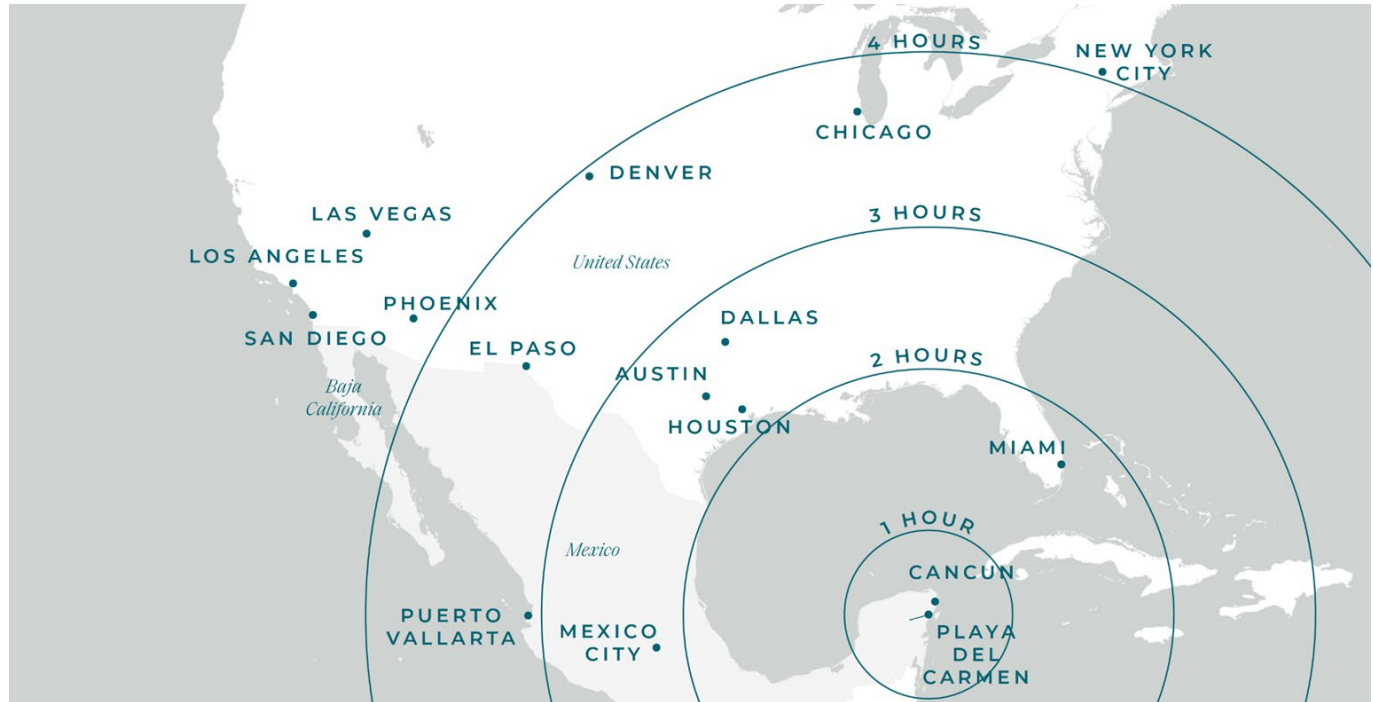 4 HOURS
NEW YORK
CITY
CHICAGO
DENVER
LAS VEGAS
3 HOURS
LOS ANGELES
United States
PHOENIX
DALLAS
SAN DIEGO
EL PASO
2 HOURS
AUSTIN
Baja
California
HOUSTON
MIAMI
1 HOUR
Mexico
CANCUN
PUERTO
VALLARTA
MEXICO
CITY
PLAYA
DEL
CARMEN